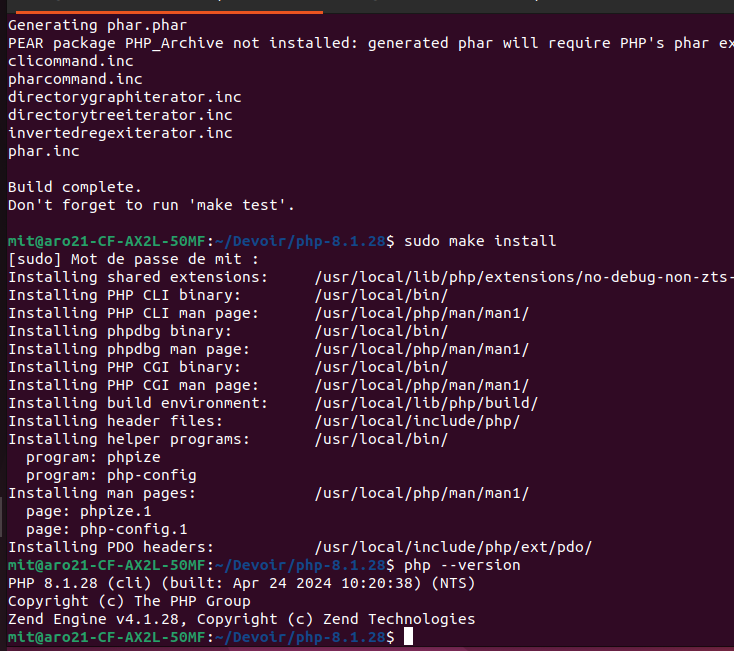 Generating phar.phar
PEAR package PHP_Archive not installed: generated phar will require PHP's phar ex
clicommand.inc
pharcommand.inc
directorygraphiterator.inc
directorytreeiterator.inc
invertedregexiterator.inc
phar.inc
Build complete.
Don't forget to run 'make test'.
mit@aro21-CF-AX2L-50MF:~/Devoir/php-8.1.28$ sudo make install
[sudo] Mot de passe de mit :
Installing shared extensions:     /usr/local/lib/php/extensions/no-debug-non-zts-
Installing PHP CLI binary:        /usr/local/bin/
Installing PHP CLI man page:      /usr/local/php/man/man1/
Installing phpdbg binary:         /usr/local/bin/
Installing phpdbg man page:       /usr/local/php/man/man1/
Installing PHP CGI binary:        /usr/local/bin/
Installing PHP CGI man page:      /usr/local/php/man/man1/
Installing build environment:     /usr/local/lib/php/build/
Installing header files:          /usr/local/include/php/
Installing helper programs:       /usr/local/bin/
  program: phpize
  program: php-config
Installing man pages:             /usr/local/php/man/man1/
  page: phpize.1
  page: php-config.1
Installing PDO headers:           /usr/local/include/php/ext/pdo/
mit@aro21-CF-AX2L-50MF:~/Devoir/php-8.1.28$ php --version
PHP 8.1.28 (cli) (built: Apr 24 2024 10:20:38) (NTS)
Copyright (c) The PHP Group
Zend Engine v4.1.28, Copyright (c) Zend Technologies
mit@aro21-CF-AX2L-50MF:~/Devoir/php-8.1.28$